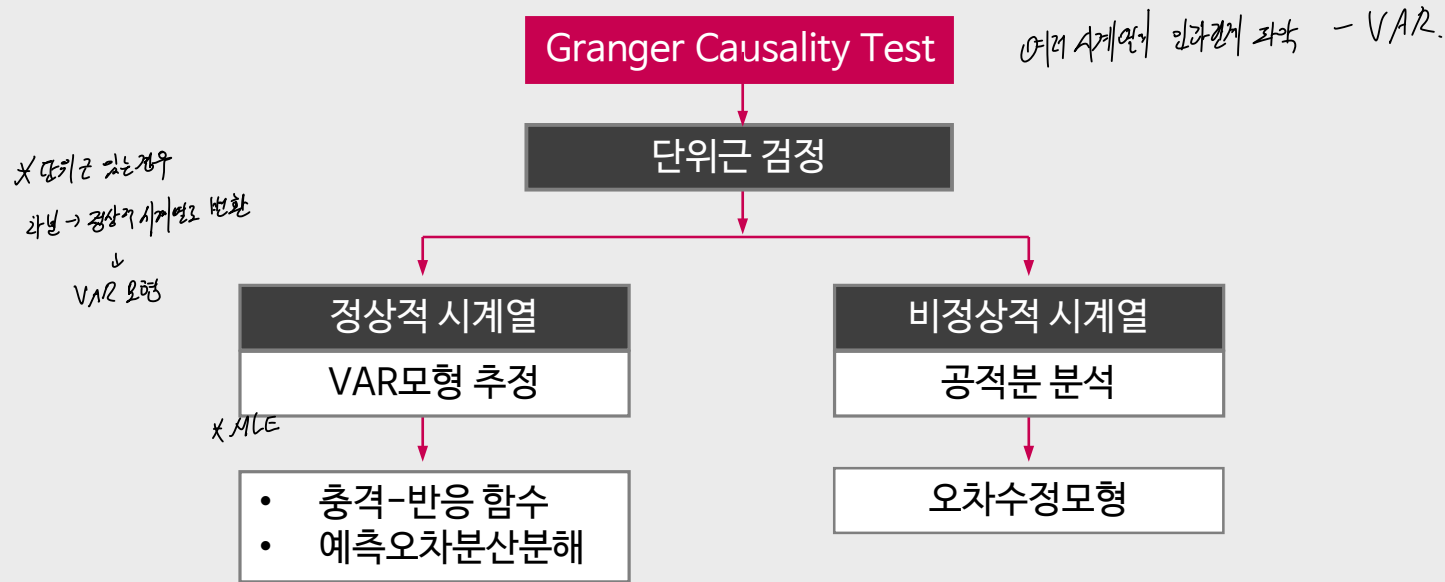 Granger Causality Test
여러 시계열의 인과관계 파악 - VAR.
단위근 검정
* 단위근 있는 경우
차분 → 정상적 시계열로 변환
↓
VAR 모형
정상적 시계열
VAR모형 추정
* MLE
• 충격-반응 함수
• 예측오차분산분해
비정상적 시계열
공적분 분석
오차수정모형